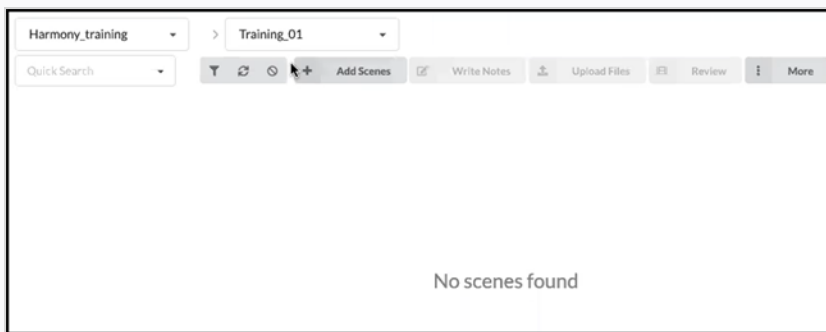 Harmony_training > Training_01
Quick Search Add Scenes Write Notes Upload Files Review More
No scenes found